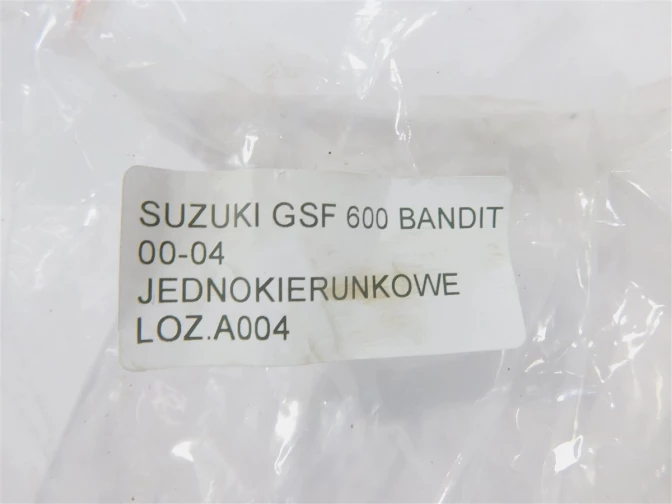 SUZUKI GSF 600 BANDIT
00-04
JEDNOKIERUNKOWE
LOZ.A004